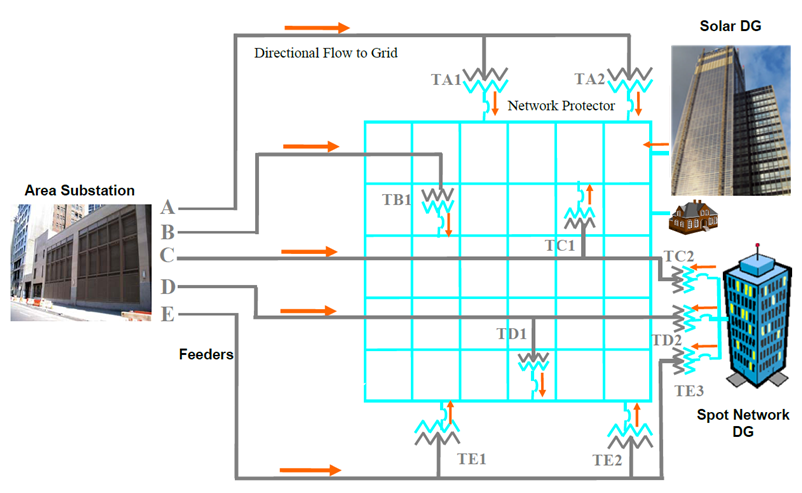 Solar DG
Directional Flow to Grid
TA1
TA2
Network Protector
Area Substation
A
B
C
D
E
TB1
TC1
TC2
TD1
TD2
Feeders
TE3
TE1
TE2
Spot Network
DG